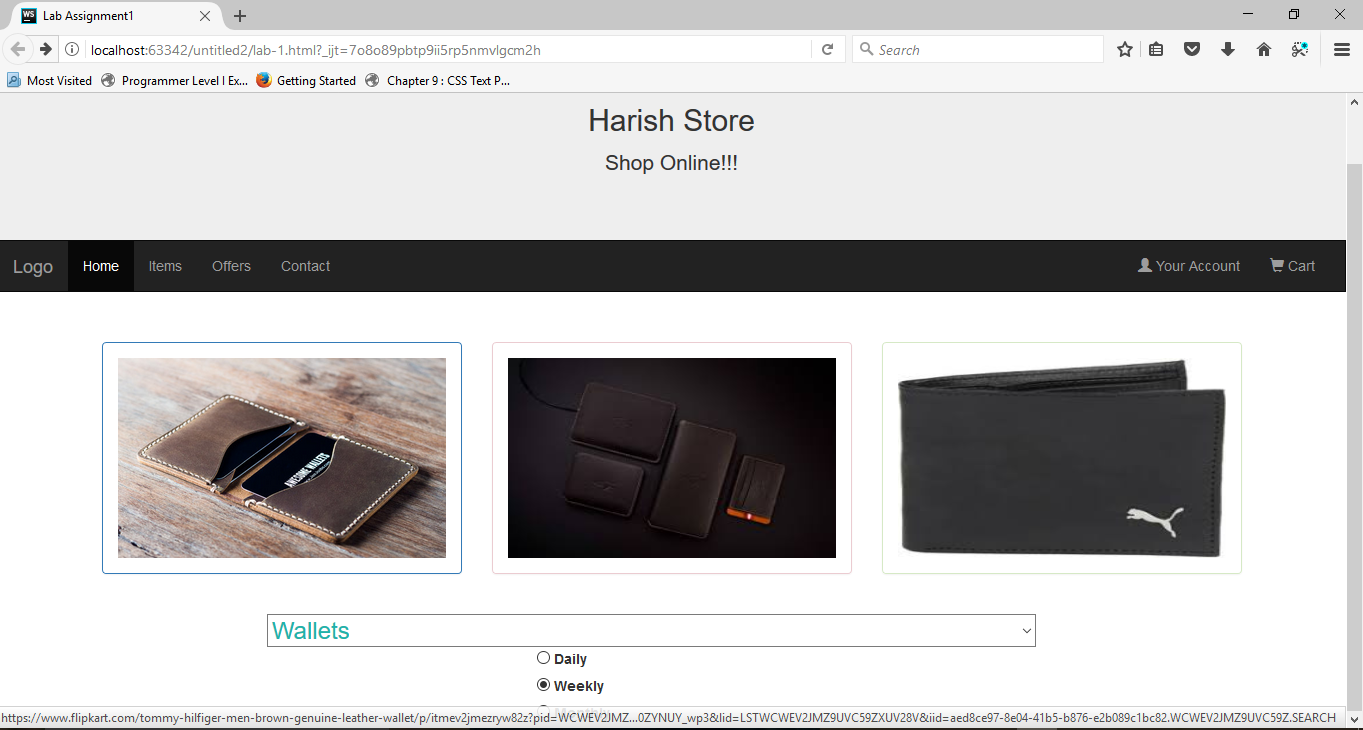 WS Lab Assignment1
localhost:63342/untitled2/lab-1.html?_ijt=7o8o89pbtp9ii5rp5nmvlgcm2h
Search
Most Visited Programmer Level I Ex... Getting Started Chapter 9 : CSS Text P...
Harish Store
Shop Online!!!
Logo Home Items Offers Contact Your Account Cart
AWESOME WALLETS
Wallets
Daily
Weekly
Monthly
https://www.flipkart.com/tommy-hilfiger-men-brown-genuine-leather-wallet/p/itmev2jmezryw82z?pid=WCWEV2JMZ...0ZYNUY_wp3&lid=LSTWCWEV2JMZ9UVC59ZXUV28V&iid=aed8ce97-8e04-41b5-b876-e2b089c1bc82.WCWEV2JMZ9UVC59Z.SEARCH